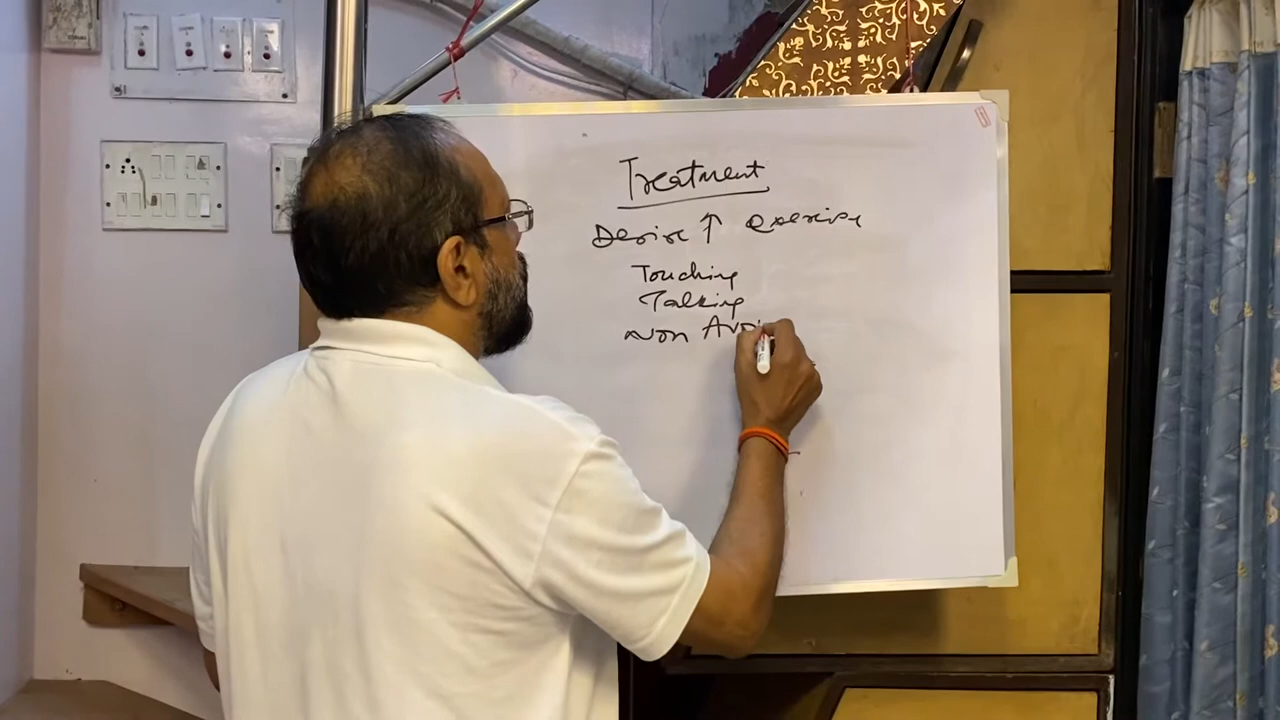 Treatment
Desire ↑ exercise
Touching
Talking
Non Avoi